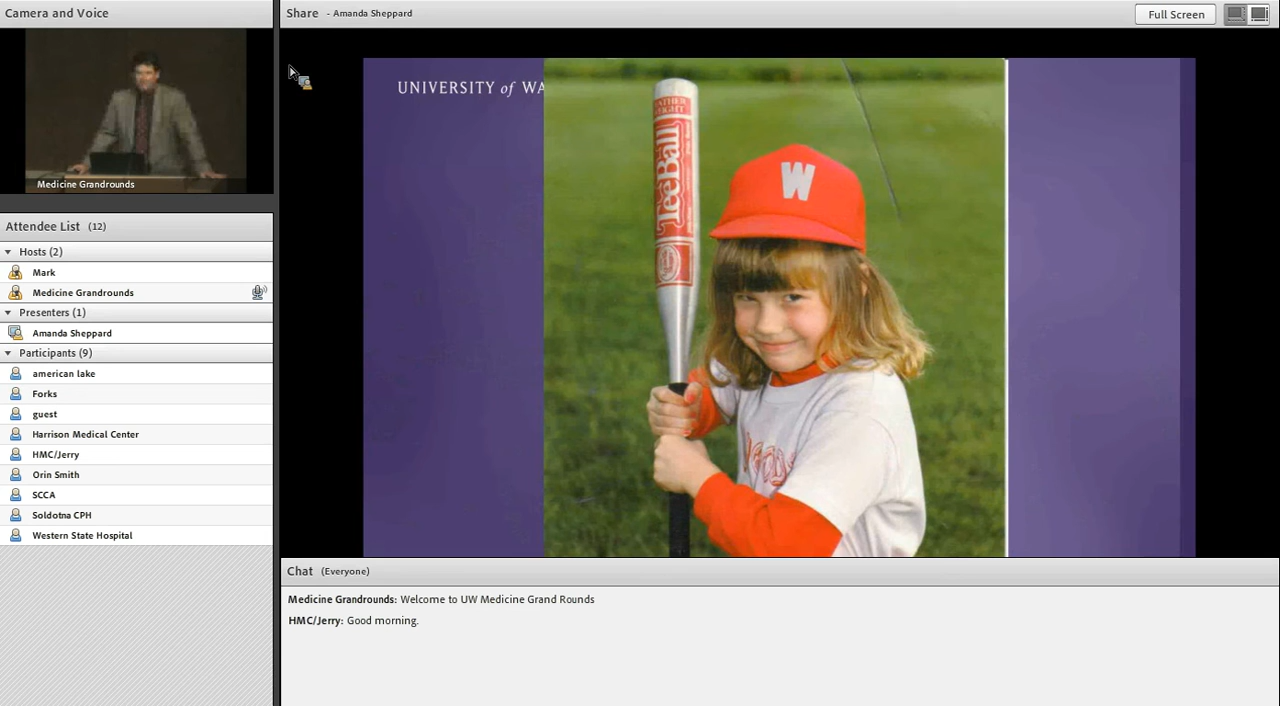 Camera and Voice
Medicine Grandrounds
Attendee List (12)
Hosts (2)
Mark
Medicine Grandrounds
Presenters (1)
Amanda Sheppard
Participants (9)
american lake
Forks
guest
Harrison Medical Center
HMC/Jerry
Orin Smith
SCCA
Soldotna CPH
Western State Hospital
Share - Amanda Sheppard
Full Screen
UNIVERSITY of WA
TeeBall
W
Chat (Everyone)
Medicine Grandrounds: Welcome to UW Medicine Grand Rounds
HMC/Jerry: Good morning.